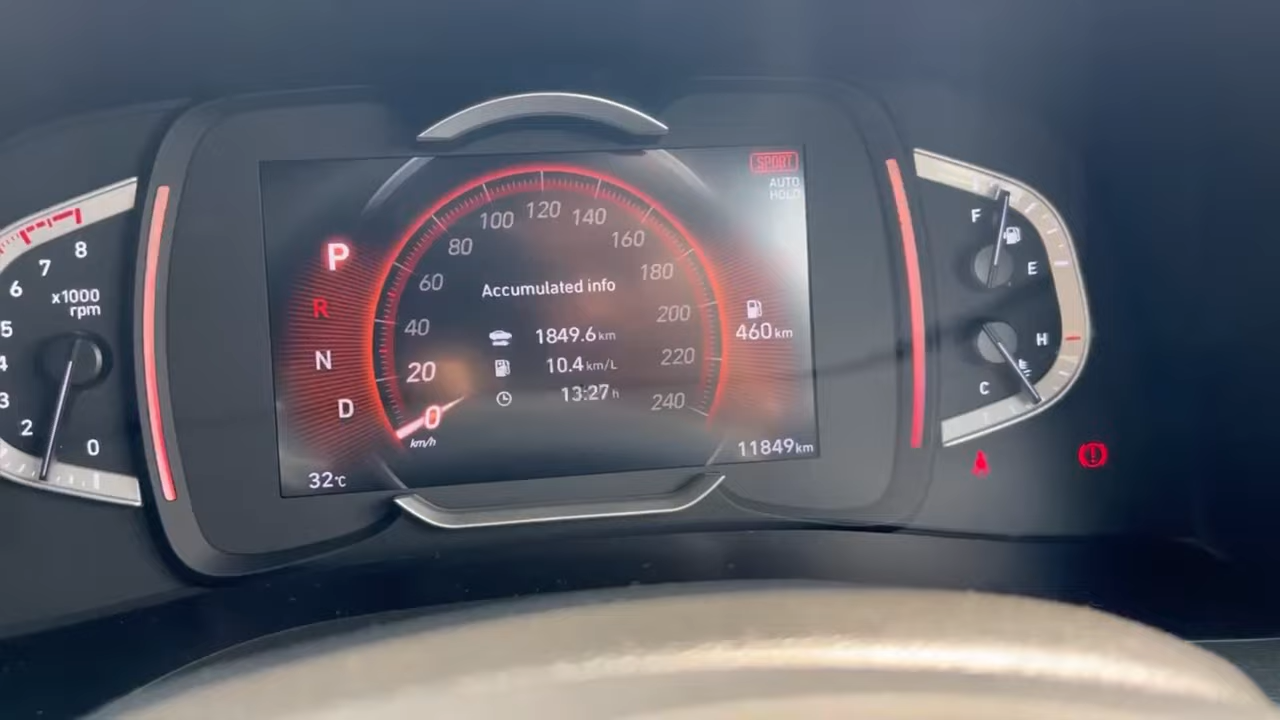 8
7
6
5
4
3
2
0
x1000
rpm
P
R
N
D
32°C
0
20
40
60
80
100
120
140
160
180
200
220
240
km/h
Accumulated info
1849.6 km
10.4 km/L
13:27 h
SPORT
AUTO
HOLD
460 km
11849 km
F
E
H
C